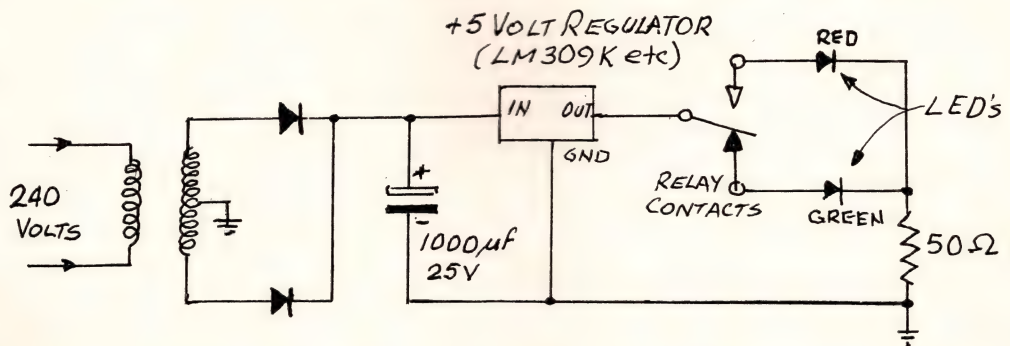 +5 VOLT REGULATOR
(LM309K etc)
RED
IN OUT
LED's
GND
+
240
VOLTS
-
1000µf
25V
RELAY
CONTACTS
GREEN
50Ω